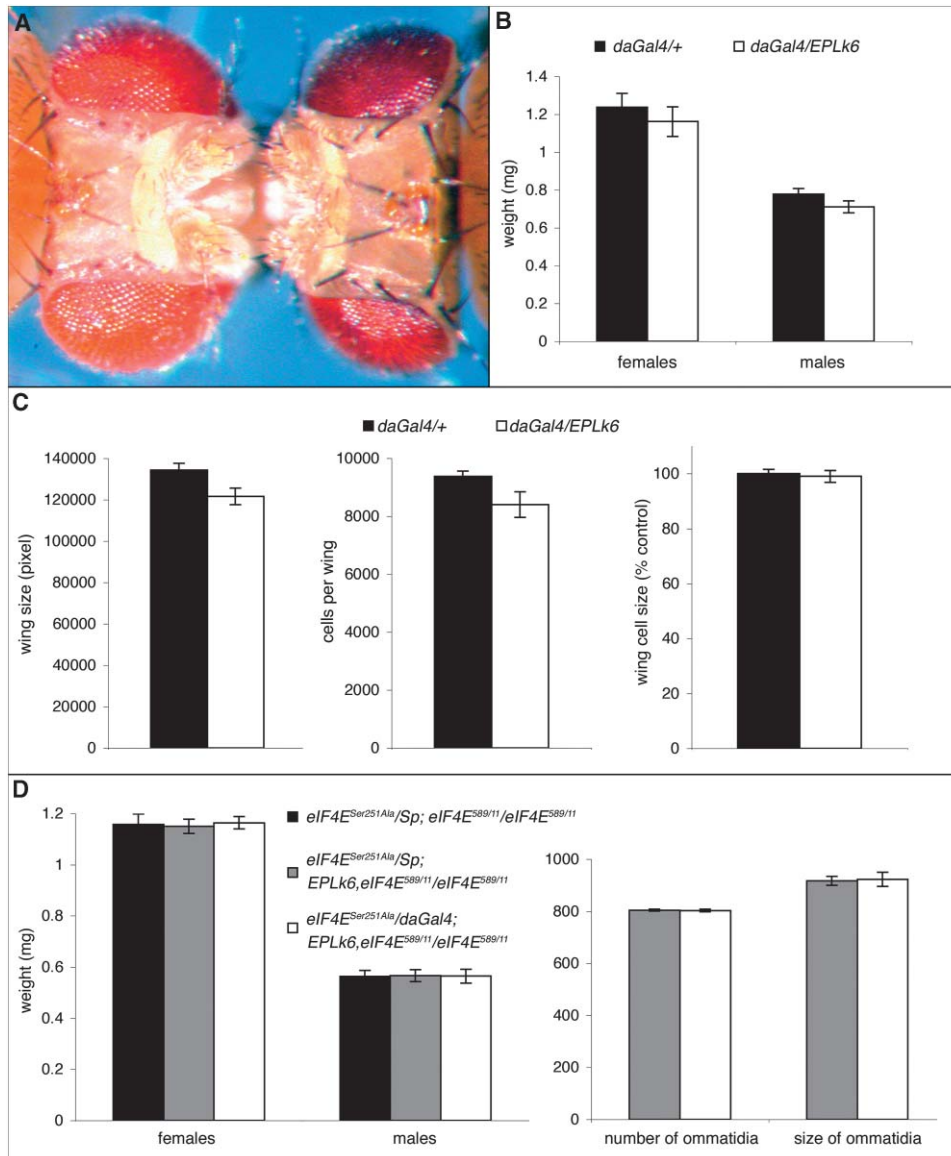 A
B
daGal4/+ daGal4/EPLk6
1.4
1.2
1
0.8
0.6
0.4
0.2
0
weight (mg)
females males
C
daGal4/+ daGal4/EPLk6
140000
120000
100000
80000
60000
40000
20000
0
wing size (pixel)
10000
8000
6000
4000
2000
0
cells per wing
100
80
60
40
20
0
wing cell size (% control)
D
1.2
1
0.8
0.6
0.4
0.2
0
weight (mg)
females males
eIF4E^Ser251Ala/Sp; eIF4E^589/11/eIF4E^589/11
eIF4E^Ser251Ala/Sp;
EPLk6,eIF4E^589/11/eIF4E^589/11
eIF4E^Ser251Ala/daGal4;
EPLk6,eIF4E^589/11/eIF4E^589/11
1000
800
600
400
200
0
number of ommatidia size of ommatidia